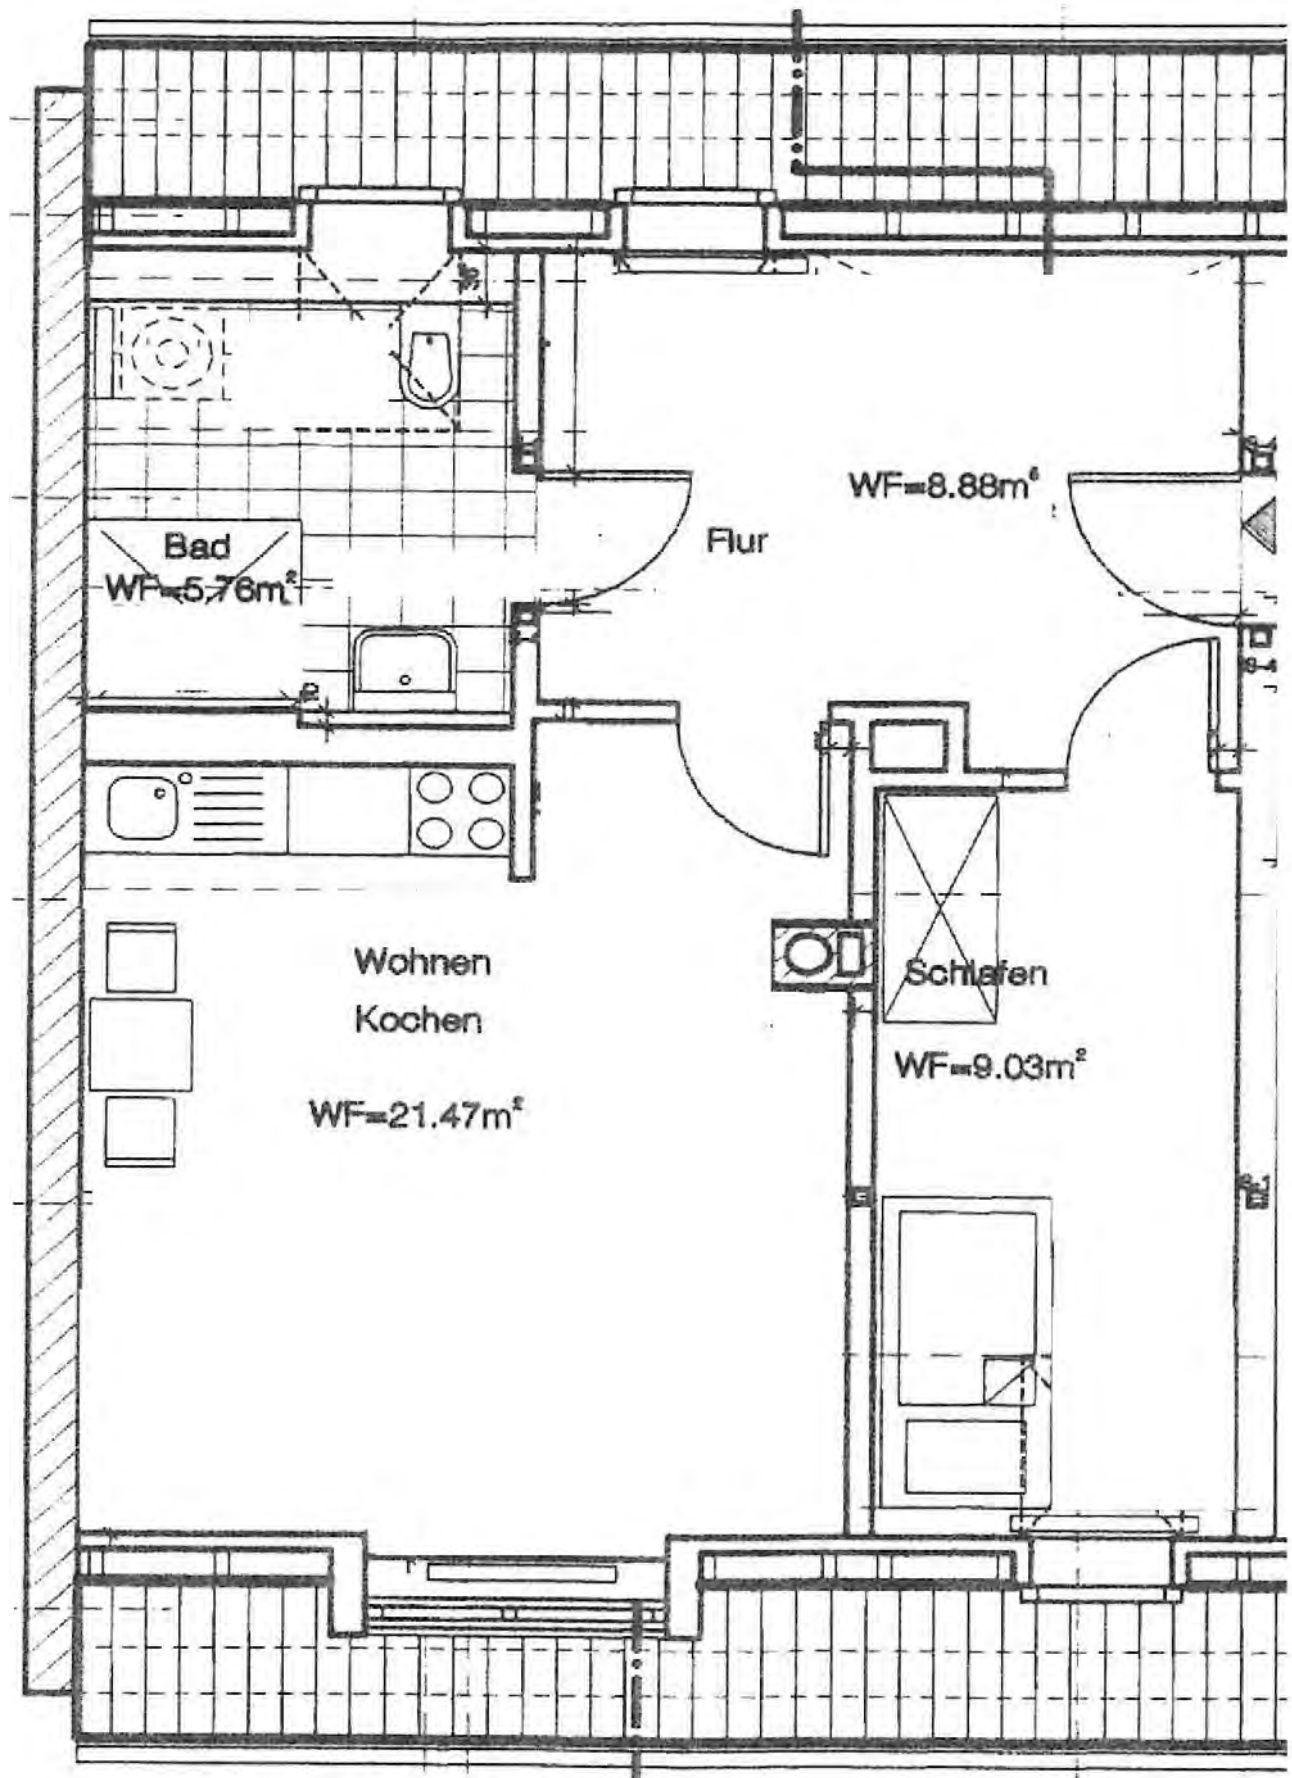 WF=8.88m²
Flur
Bad
WF=5.76m²
Wohnen
Kochen
Schlafen
WF=9.03m²
WF=21.47m²